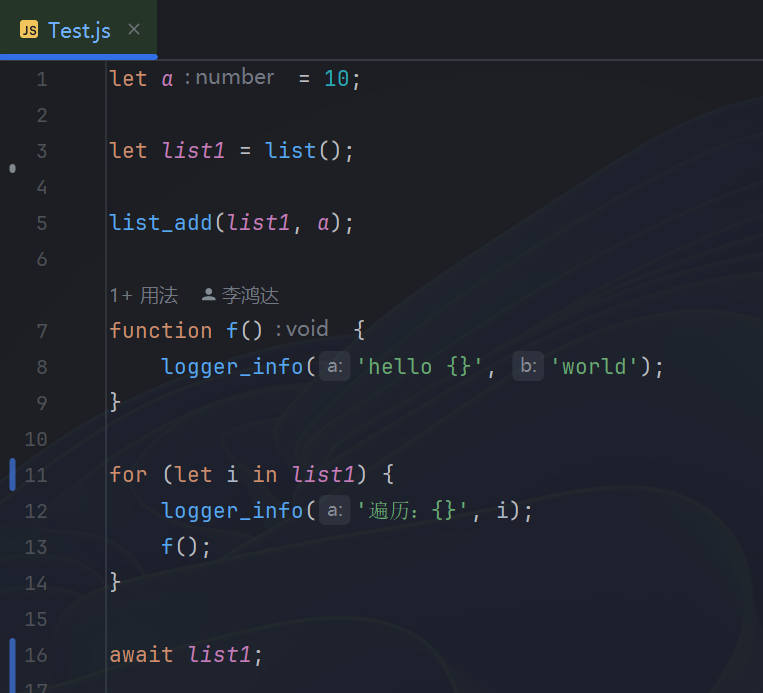 JS Test.js ×
1 let a : number = 10;
2
3 let list1 = list();
4
5 list_add(list1, a);
6
1+ 用法 李鸿达
7 function f() : void {
8 logger_info( a: 'hello {}', b: 'world');
9 }
10
11 for (let i in list1) {
12 logger_info( a: '遍历：{}', i);
13 f();
14 }
15
16 await list1;
17